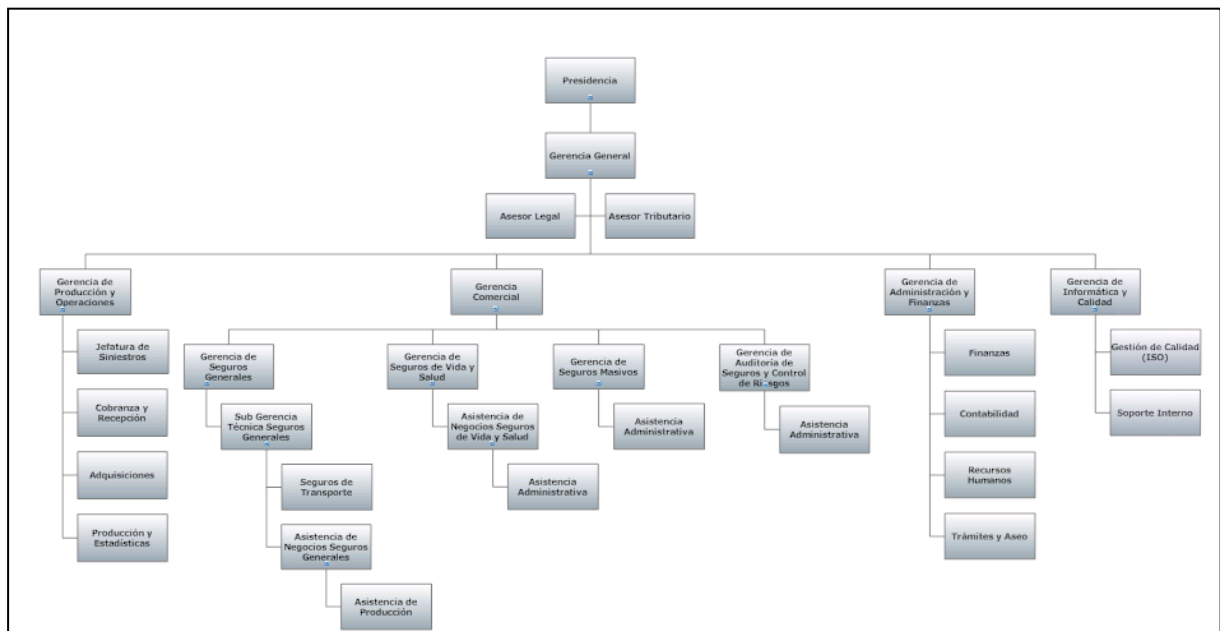 Presidencia
Gerencia General
Asesor Legal
Asesor Tributario
Gerencia de
Producción y
Operaciones
Jefatura de
Siniestros
Cobranza y
Recepción
Adquisiciones
Producción y
Estadísticas
Gerencia
Comercial
Gerencia de
Seguros
Generales
Sub Gerencia
Técnica Seguros
Generales
Seguros de
Transporte
Asistencia de
Negocios Seguros
Generales
Asistencia de
Producción
Gerencia de
Seguros de Vida y
Salud
Asistencia de
Negocios Seguros
de Vida y Salud
Asistencia
Administrativa
Gerencia de
Seguros Masivos
Asistencia
Administrativa
Gerencia de
Auditoría de
Seguros y Control
de Riesgos
Asistencia
Administrativa
Gerencia de
Administración y
Finanzas
Finanzas
Contabilidad
Recursos
Humanos
Trámites y Aseo
Gerencia de
Informática y
Calidad
Gestión de Calidad
(ISO)
Soporte Interno